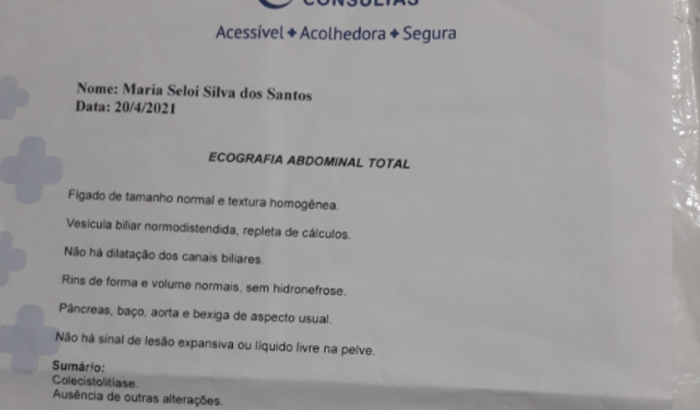 CONSULTAS
Acessível + Acolhedora + Segura
Nome: Maria Seloi Silva dos Santos
Data: 20/4/2021
ECOGRAFIA ABDOMINAL TOTAL
Fígado de tamanho normal e textura homogênea.
Vesícula biliar normodistendida, repleta de cálculos.
Não há dilatação dos canais biliares.
Rins de forma e volume normais, sem hidronefrose.
Pâncreas, baço, aorta e bexiga de aspecto usual.
Não há sinal de lesão expansiva ou líquido livre na pelve.
Sumário:
Colecistolitíase.
Ausência de outras alterações.